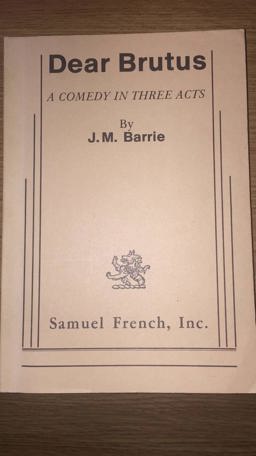 Dear Brutus
A COMEDY IN THREE ACTS
By
J.M. Barrie
Samuel French, Inc.